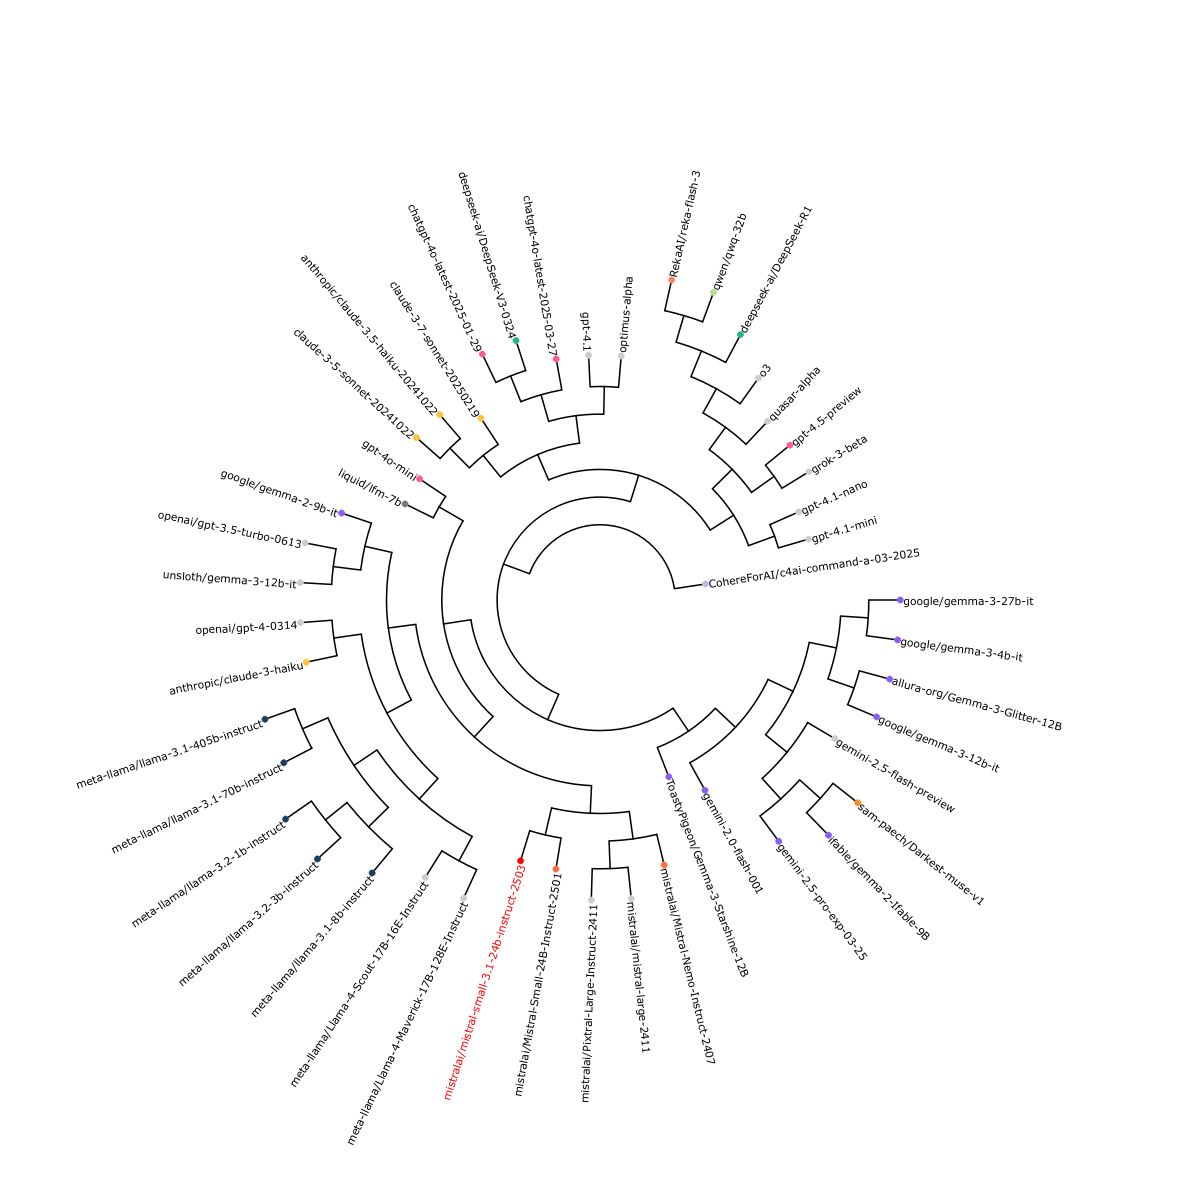 RekaAI/reka-flash-3
qwen/qwq-32b
deepseek-ai/DeepSeek-R1
o3
quasar-alpha
gpt-4.5-preview
grok-3-beta
gpt-4.1-nano
gpt-4.1-mini
CohereForAI/c4ai-command-a-03-2025
google/gemma-3-27b-it
google/gemma-3-4b-it
allura-org/Gemma-3-Glitter-12B
google/gemma-3-12b-it
gemini-2.5-flash-preview
sam-paech/Darkest-muse-v1
ifable/gemma-2-Ifable-9B
gemini-2.5-pro-exp-03-25
gemini-2.0-flash-001
ToastyPigeon/Gemma-3-Starshine-12B
mistralai/Mistral-Nemo-Instruct-2407
mistralai/mistral-large-2411
mistralai/Pixtral-Large-Instruct-2411
mistralai/Mistral-Small-24B-Instruct-2501
mistralai/mistral-small-3.1-24b-instruct-2503
meta-llama/Llama-4-Maverick-17B-128E-Instruct
meta-llama/Llama-4-Scout-17B-16E-Instruct
meta-llama/llama-3.1-8b-instruct
meta-llama/llama-3.2-3b-instruct
meta-llama/llama-3.2-1b-instruct
meta-llama/llama-3.1-70b-instruct
meta-llama/llama-3.1-405b-instruct
anthropic/claude-3-haiku
openai/gpt-4-0314
unsloth/gemma-3-12b-it
openai/gpt-3.5-turbo-0613
google/gemma-2-9b-it
liquid/lfm-7b
gpt-4o-mini
claude-3-5-sonnet-20241022
anthropic/claude-3.5-haiku-20241022
claude-3-7-sonnet-20250219
chatgpt-4o-latest-2025-01-29
deepseek-ai/DeepSeek-V3-0324
chatgpt-4o-latest-2025-03-27
gpt-4.1
optimus-alpha